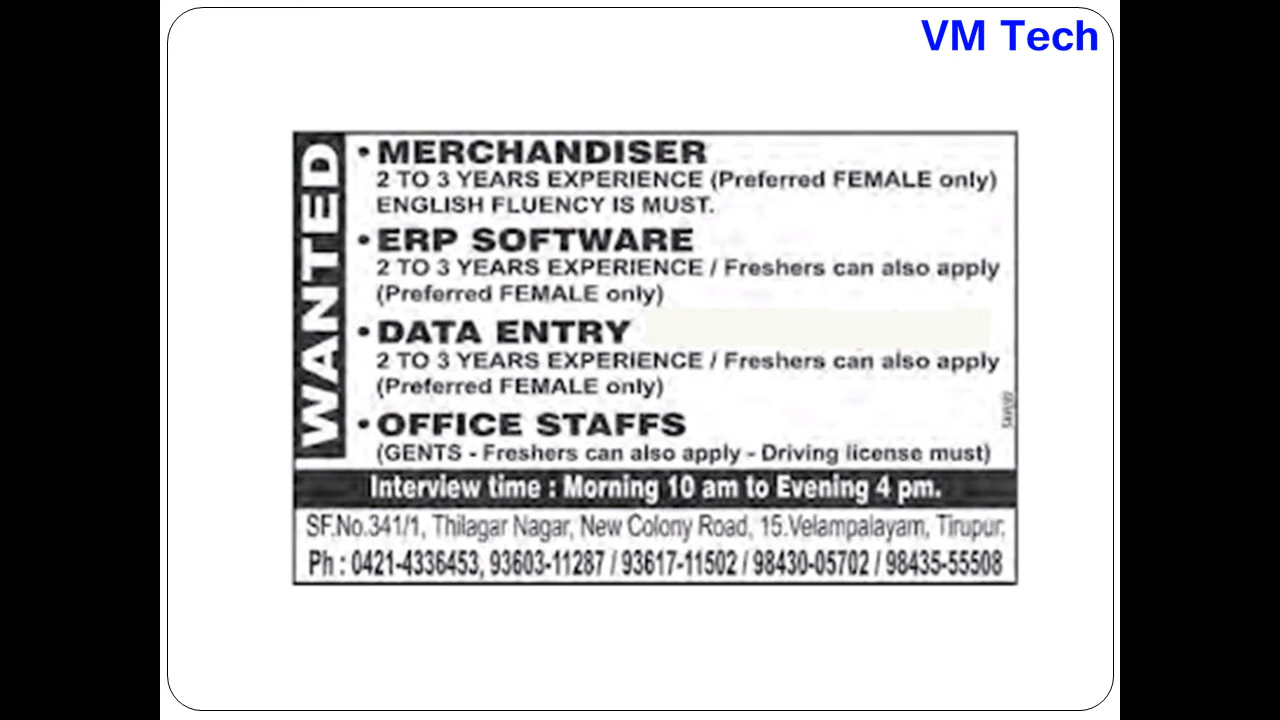 VM Tech
WANTED
• MERCHANDISER
2 TO 3 YEARS EXPERIENCE (Preferred FEMALE only)
ENGLISH FLUENCY IS MUST.
• ERP SOFTWARE
2 TO 3 YEARS EXPERIENCE / Freshers can also apply
(Preferred FEMALE only)
• DATA ENTRY
2 TO 3 YEARS EXPERIENCE / Freshers can also apply
(Preferred FEMALE only)
• OFFICE STAFFS
(GENTS - Freshers can also apply - Driving license must)
Interview time : Morning 10 am to Evening 4 pm.
SF.No.341/1, Thilagar Nagar, New Colony Road, 15.Velampalayam, Tirupur.
Ph : 0421-4336453, 93603-11287 / 93617-11502 / 98430-05702 / 98435-55508